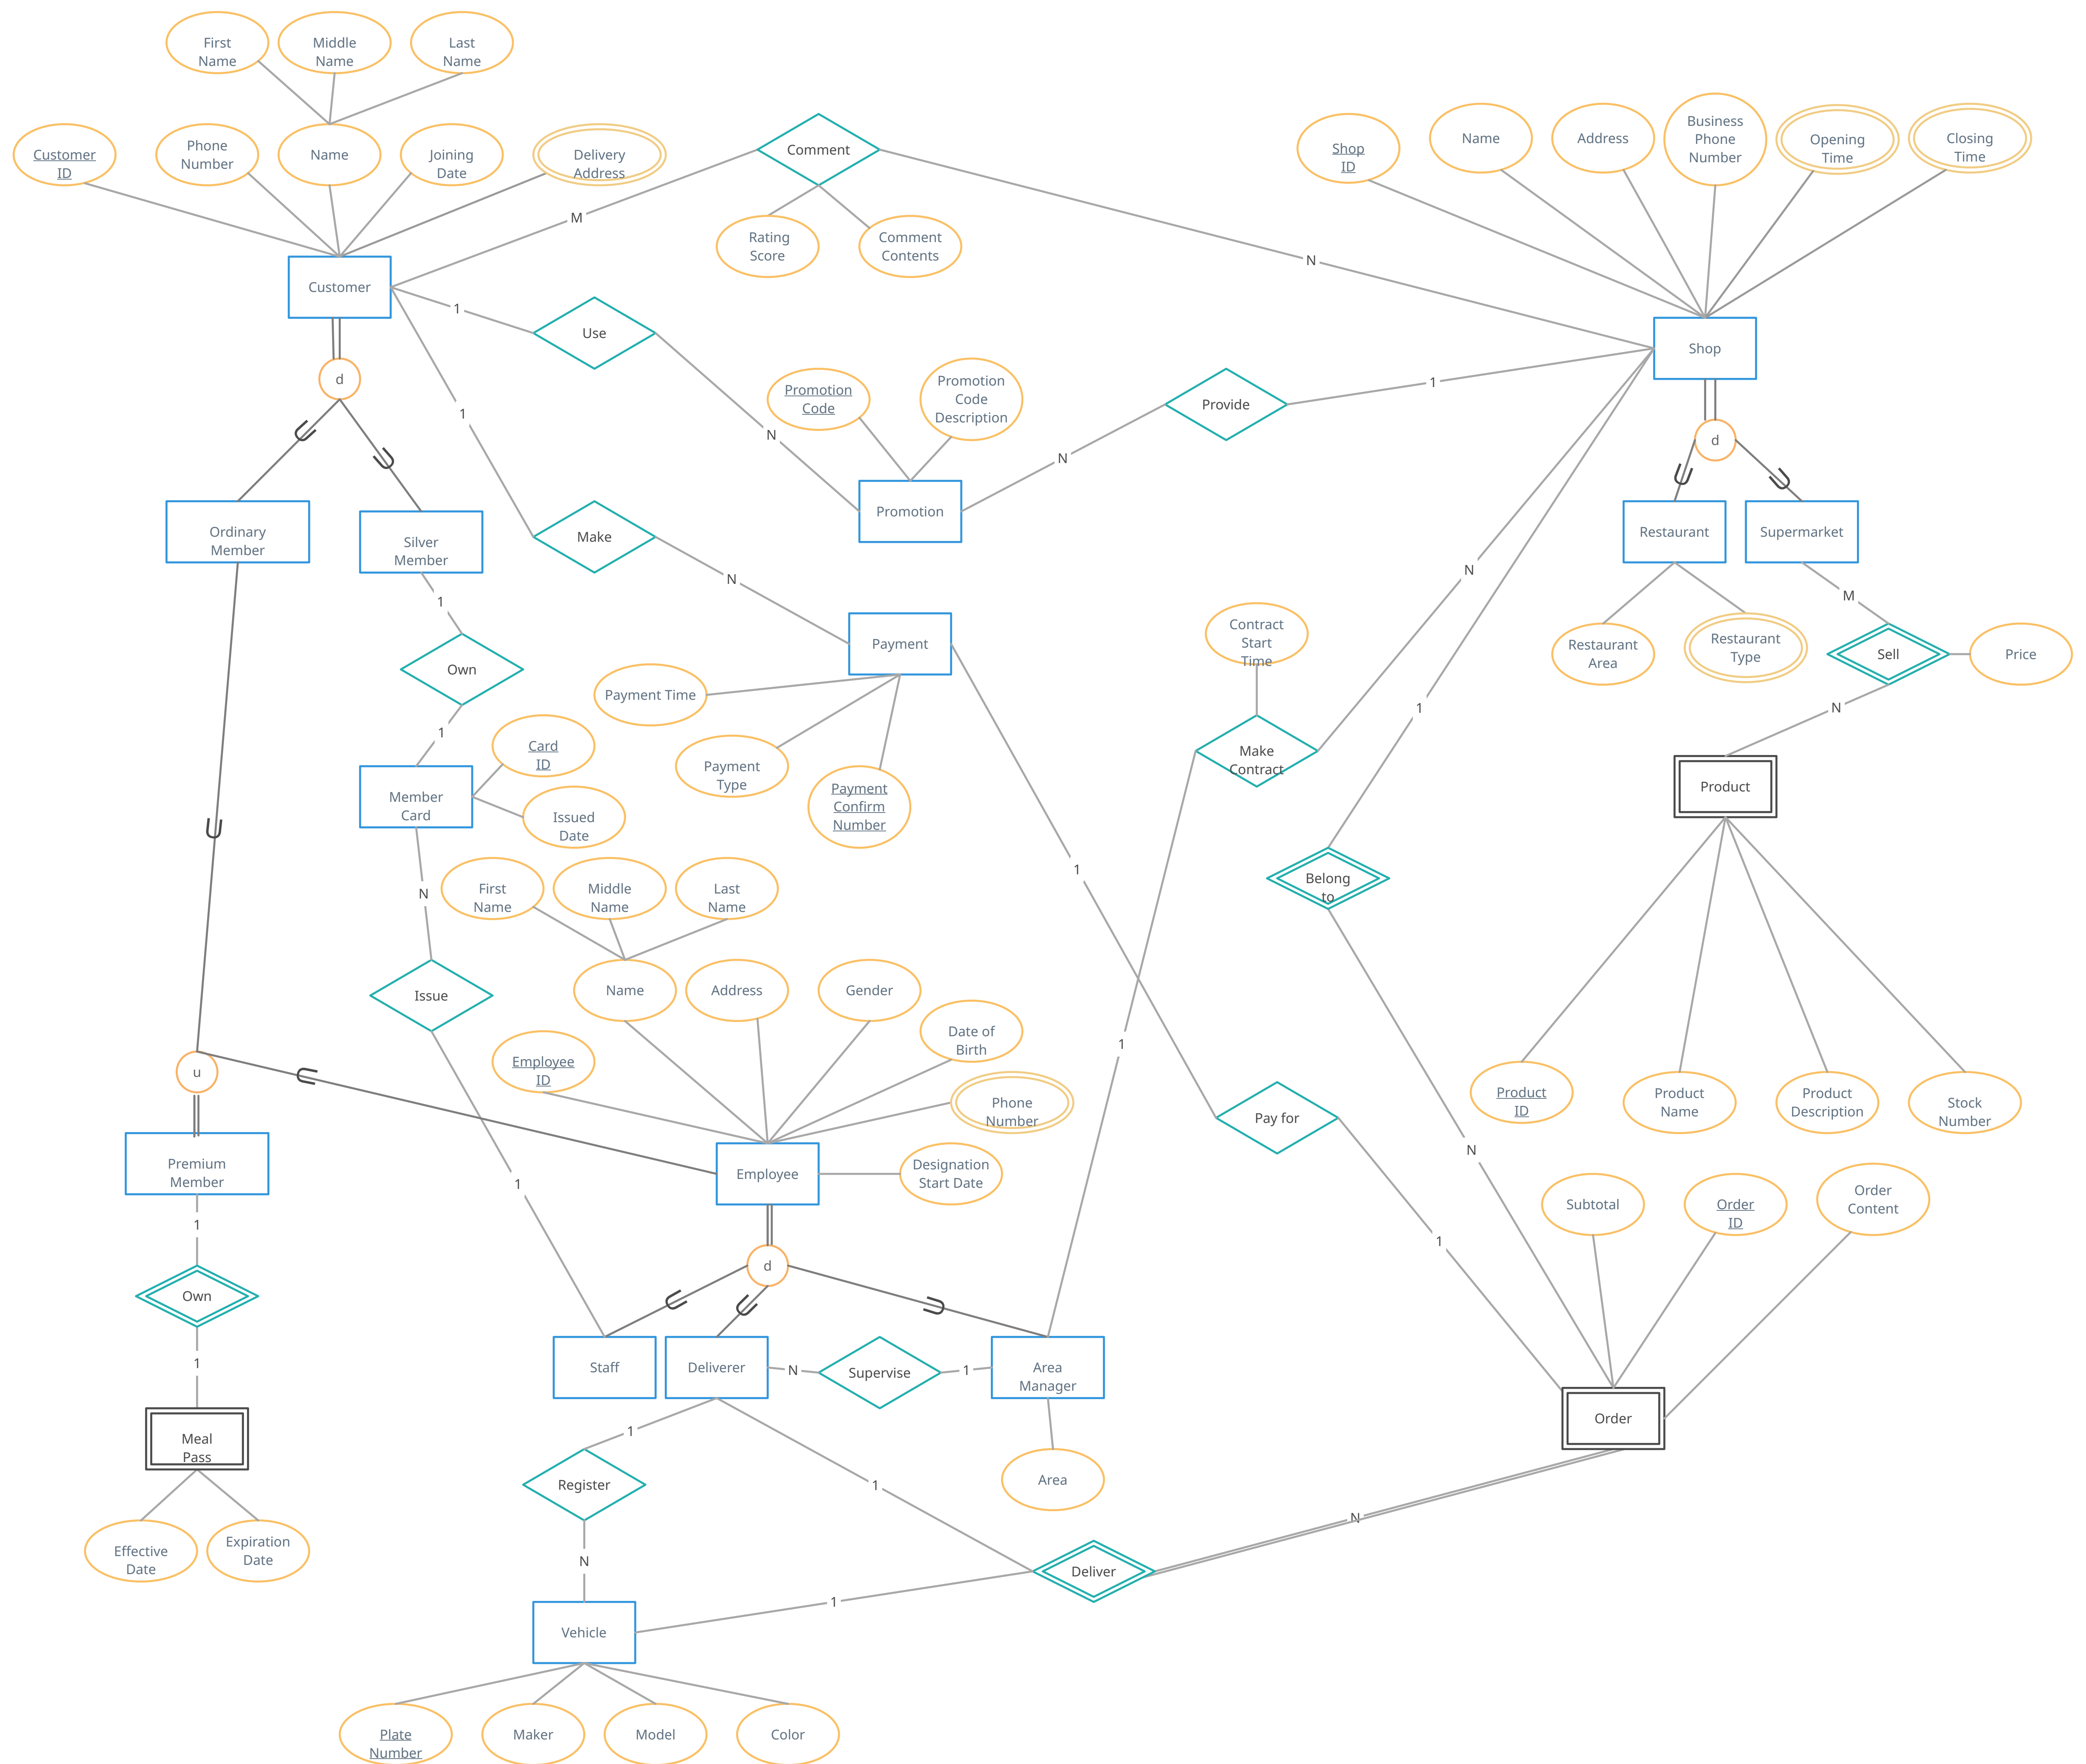 First
Name
Middle
Name
Last
Name
Customer
ID
Phone
Number
Name
Joining
Date
Delivery
Address
Comment
Shop
ID
Name
Address
Business
Phone
Number
Opening
Time
Closing
Time
M
Rating
Score
Comment
Contents
N
Customer
1
Use
Shop
d
1
Promotion
Code
Promotion
Code
Description
Provide
1
N
N
d
U
U
U
U
Ordinary
Member
Silver
Member
Make
Promotion
Restaurant
Supermarket
1
N
N
M
Own
Payment
Contract
Start
Time
Restaurant
Area
Restaurant
Type
Sell
Price
Payment Time
1
1
N
Card
ID
Payment
Type
Make
Contract
Member
Card
Issued
Date
Payment
Confirm
Number
Product
U
N
First
Name
Middle
Name
Last
Name
1
Belong
to
Issue
Name
Address
Gender
Date of
Birth
1
u
U
Employee
ID
Phone
Number
Product
ID
Product
Name
Product
Description
Stock
Number
Pay for
N
Premium
Member
1
Employee
Designation
Start Date
Subtotal
Order
ID
Order
Content
1
1
d
Own
U
U
U
1
Staff
Deliverer
N
Supervise
1
Area
Manager
Order
Meal
Pass
1
Register
1
Area
N
Effective
Date
Expiration
Date
N
Deliver
1
Vehicle
Plate
Number
Maker
Model
Color